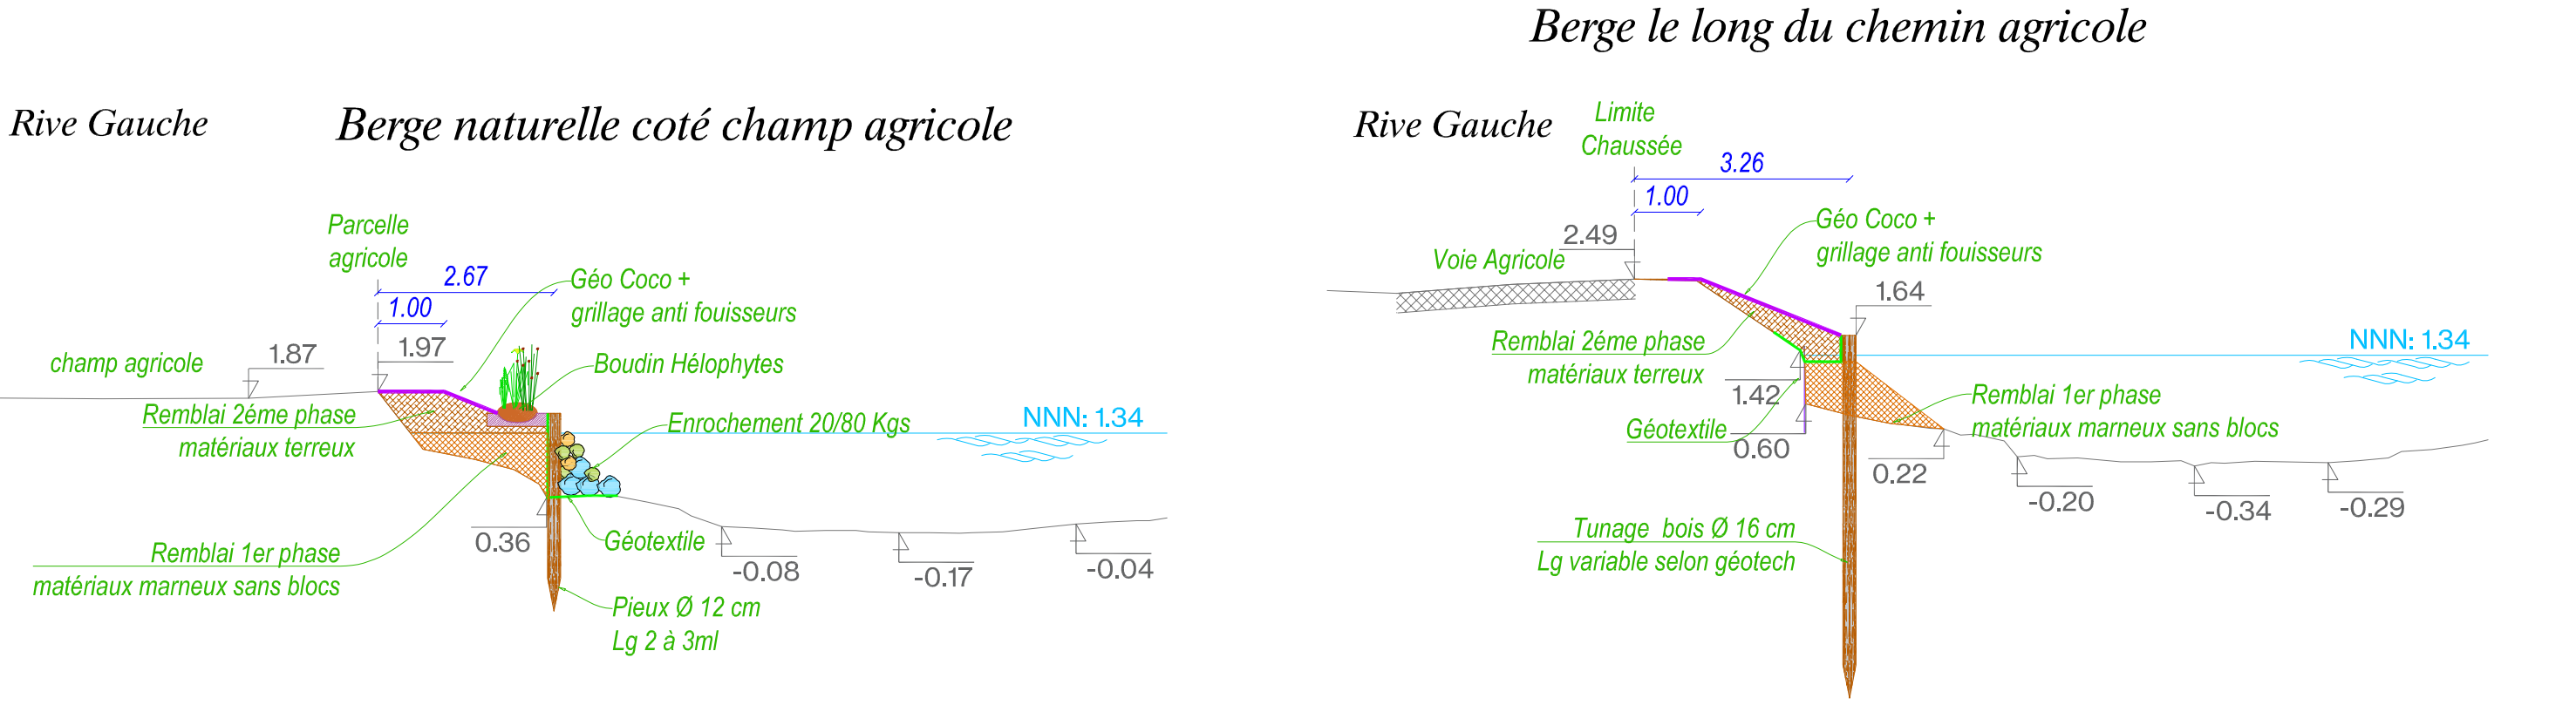 Rive Gauche
Berge naturelle coté champ agricole
Parcelle
agricole
2.67
1.00
Géo Coco +
grillage anti fouisseurs
1.87
1.97
champ agricole
Boudin Hélophytes
Remblai 2éme phase
matériaux terreux
Enrochement 20/80 Kgs
NNN: 1.34
0.36
Géotextile
-0.08
-0.17
-0.04
Remblai 1er phase
matériaux marneux sans blocs
Pieux Ø 12 cm
Lg 2 à 3ml
Berge le long du chemin agricole
Rive Gauche
Limite
Chaussée
3.26
1.00
Géo Coco +
grillage anti fouisseurs
2.49
Voie Agricole
1.64
NNN: 1.34
Remblai 2éme phase
matériaux terreux
1.42
Remblai 1er phase
matériaux marneux sans blocs
Géotextile
0.60
0.22
-0.20
-0.34
-0.29
Tunage bois Ø 16 cm
Lg variable selon géotech